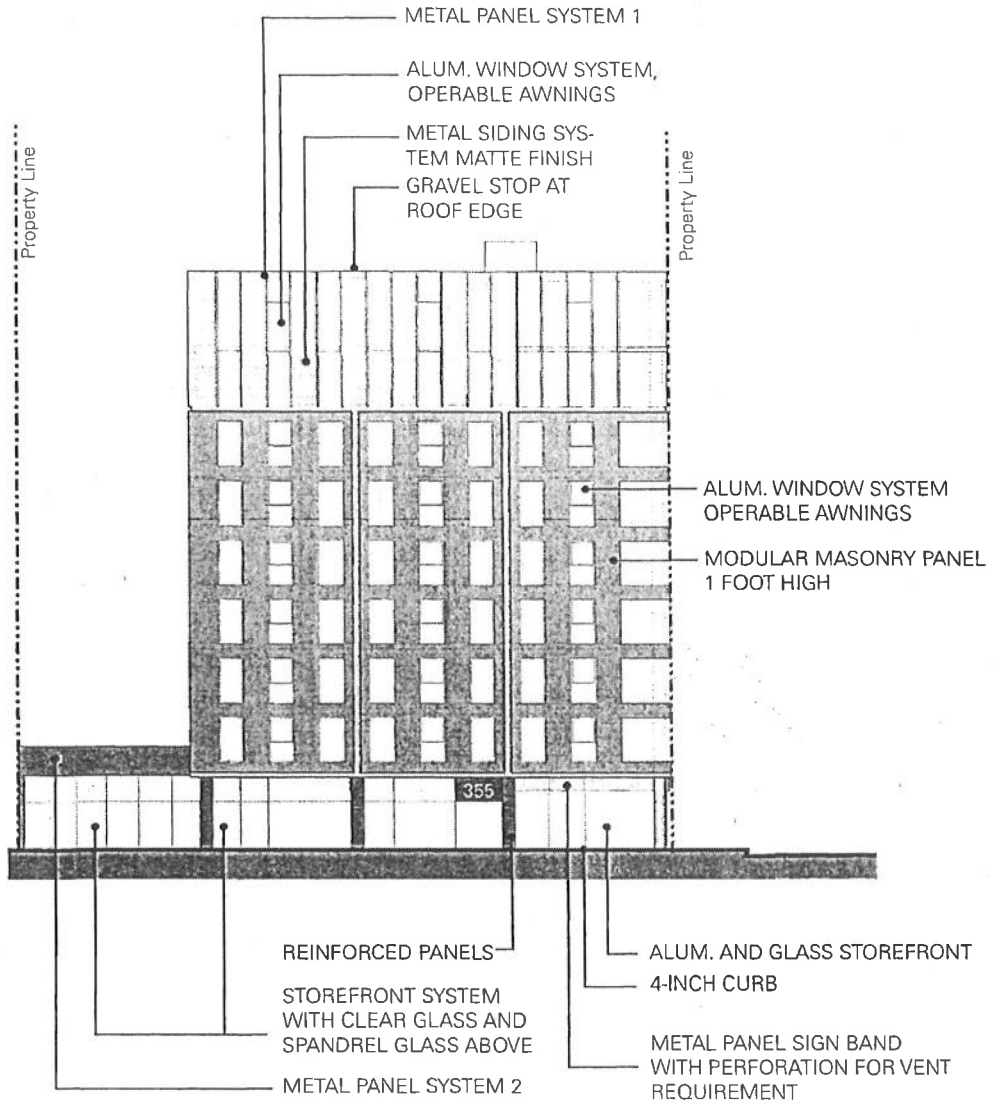 METAL PANEL SYSTEM 1
ALUM. WINDOW SYSTEM,
OPERABLE AWNINGS
METAL SIDING SYS-
TEM MATTE FINISH
GRAVEL STOP AT
ROOF EDGE
Property Line
Property Line
ALUM. WINDOW SYSTEM
OPERABLE AWNINGS
MODULAR MASONRY PANEL
1 FOOT HIGH
355
REINFORCED PANELS
STOREFRONT SYSTEM
WITH CLEAR GLASS AND
SPANDREL GLASS ABOVE
METAL PANEL SYSTEM 2
ALUM. AND GLASS STOREFRONT
4-INCH CURB
METAL PANEL SIGN BAND
WITH PERFORATION FOR VENT
REQUIREMENT